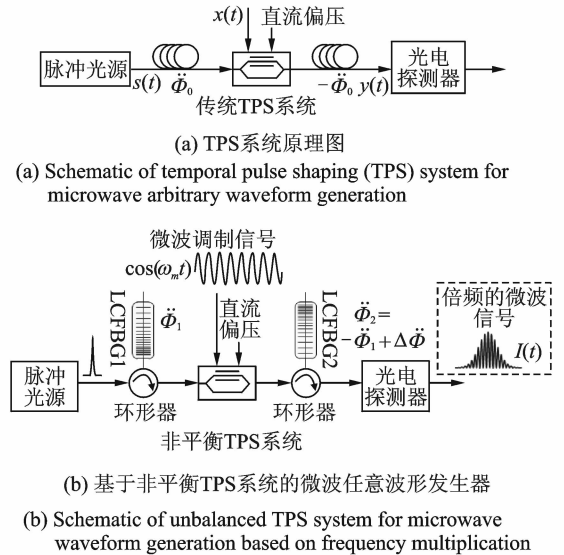 x(t) 直流偏压
脉冲光源 s(t) Φ̈₀ -Φ̈₀ y(t) 光电探测器
传统TPS系统
(a) TPS系统原理图
(a) Schematic of temporal pulse shaping (TPS) system for
microwave arbitrary waveform generation
微波调制信号
cos(ωₘt)
LCFBG1 Φ̈₁ 直流偏压 LCFBG2 Φ̈₂=
-Φ̈₁+ΔΦ̈
倍频的微波
信号
I(t)
脉冲
光源
环形器
环形器
光电
探测器
非平衡TPS系统
(b) 基于非平衡TPS系统的微波任意波形发生器
(b) Schematic of unbalanced TPS system for microwave
waveform generation based on frequency multiplication